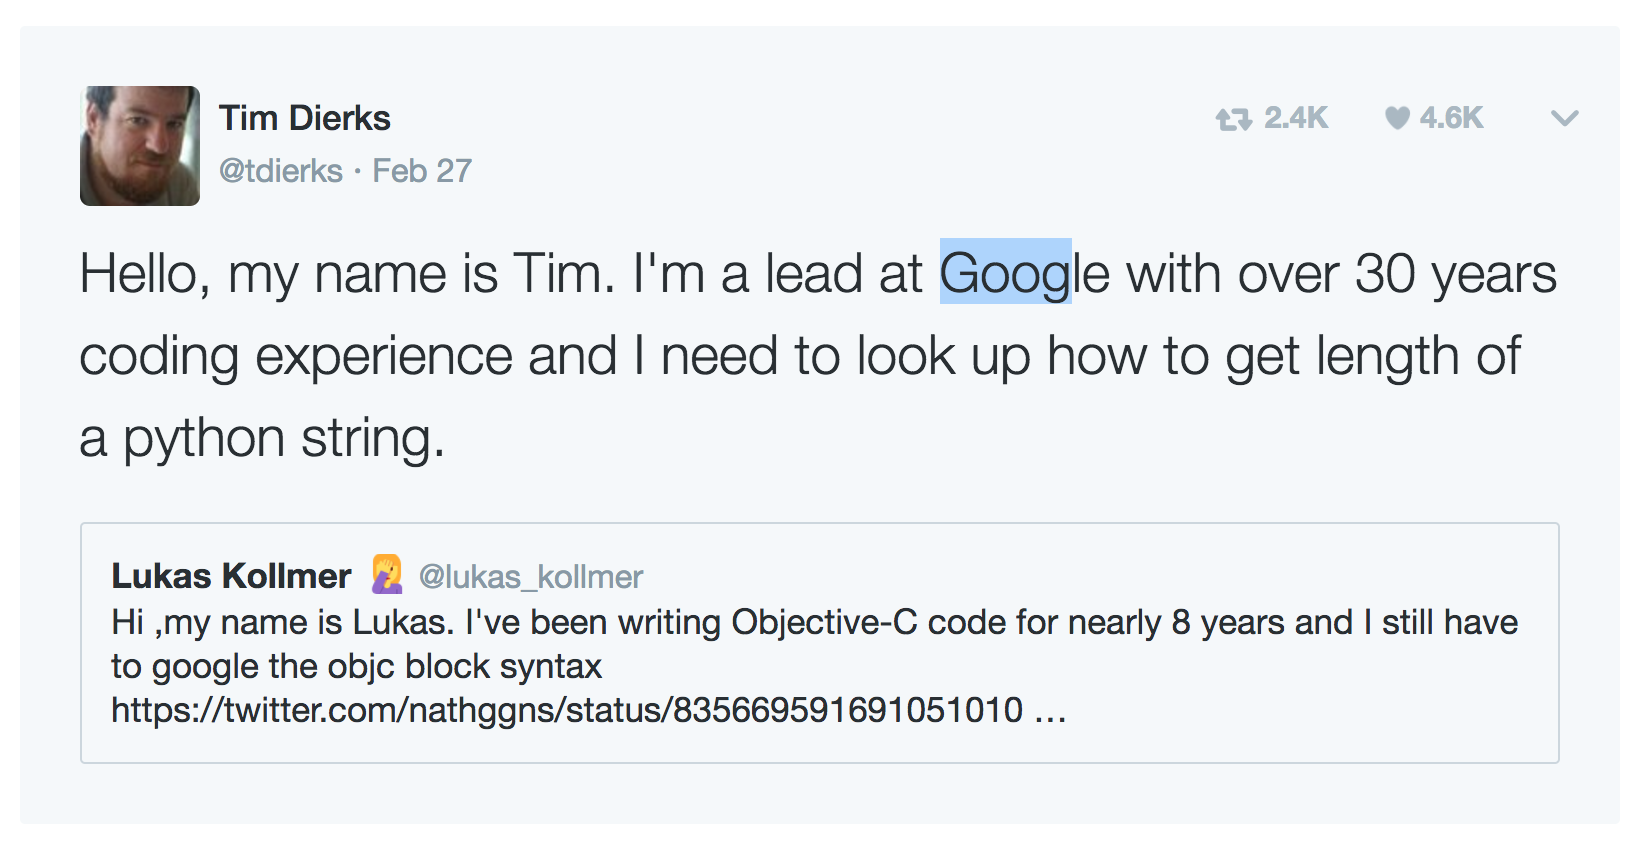 Tim Dierks
2.4K 4.6K
@tdierks · Feb 27
Hello, my name is Tim. I'm a lead at Google with over 30 years
coding experience and I need to look up how to get length of
a python string.
Lukas Kollmer 🤦‍♀️ @lukas_kollmer
Hi ,my name is Lukas. I've been writing Objective-C code for nearly 8 years and I still have
to google the objc block syntax
https://twitter.com/nathggns/status/835669591691051010 …